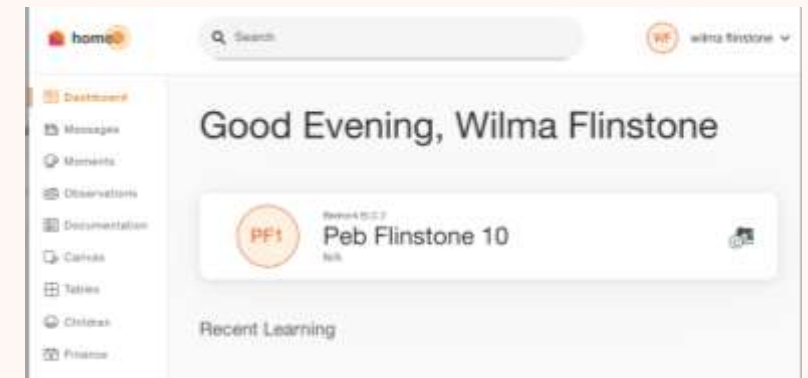 home
Search
wilma flinstone
Dashboard
Messages
Moments
Observations
Documentation
Canvas
Tables
Children
Finance
Good Evening, Wilma Flinstone
PF1
Peb Flinstone 10
N/A
Recent Learning